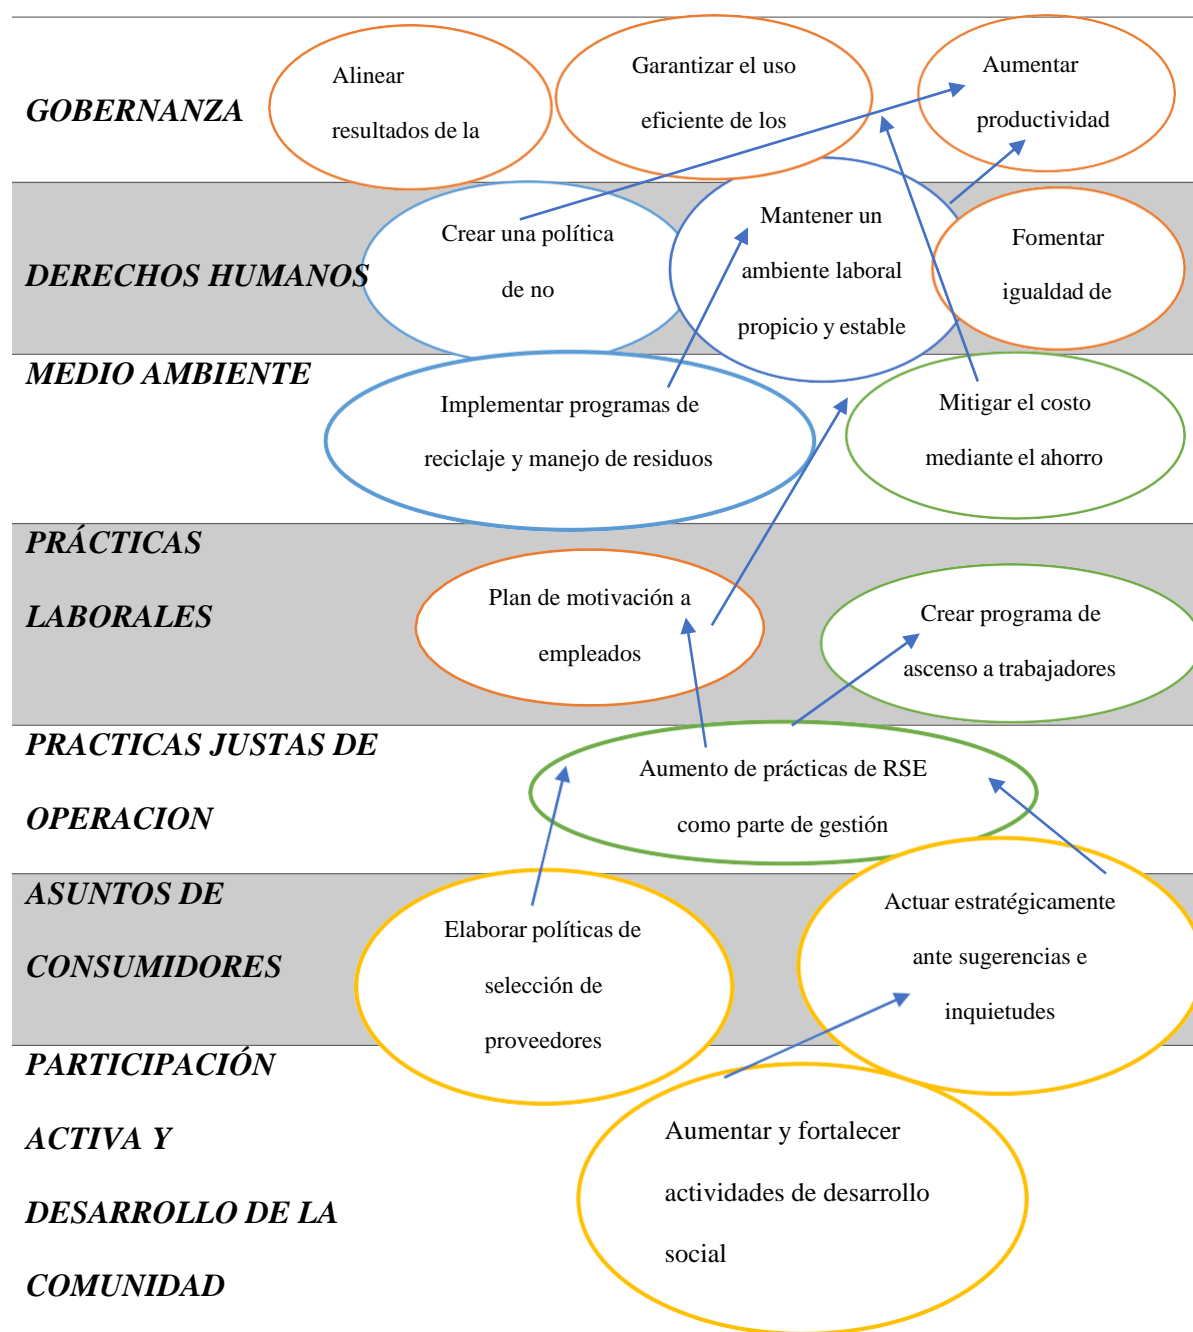 GOBERNANZA
Alinear
resultados de la
Garantizar el uso
eficiente de los
Aumentar
productividad
DERECHOS HUMANOS
Crear una política
de no
Mantener un
ambiente laboral
propicio y estable
Fomentar
igualdad de
MEDIO AMBIENTE
Implementar programas de
reciclaje y manejo de residuos
Mitigar el costo
mediante el ahorro
PRÁCTICAS
LABORALES
Plan de motivación a
empleados
Crear programa de
ascenso a trabajadores
PRACTICAS JUSTAS DE
OPERACION
Aumento de prácticas de RSE
como parte de gestión
ASUNTOS DE
CONSUMIDORES
Elaborar políticas de
selección de
proveedores
Actuar estratégicamente
ante sugerencias e
inquietudes
PARTICIPACIÓN
ACTIVA Y
DESARROLLO DE LA
COMUNIDAD
Aumentar y fortalecer
actividades de desarrollo
social